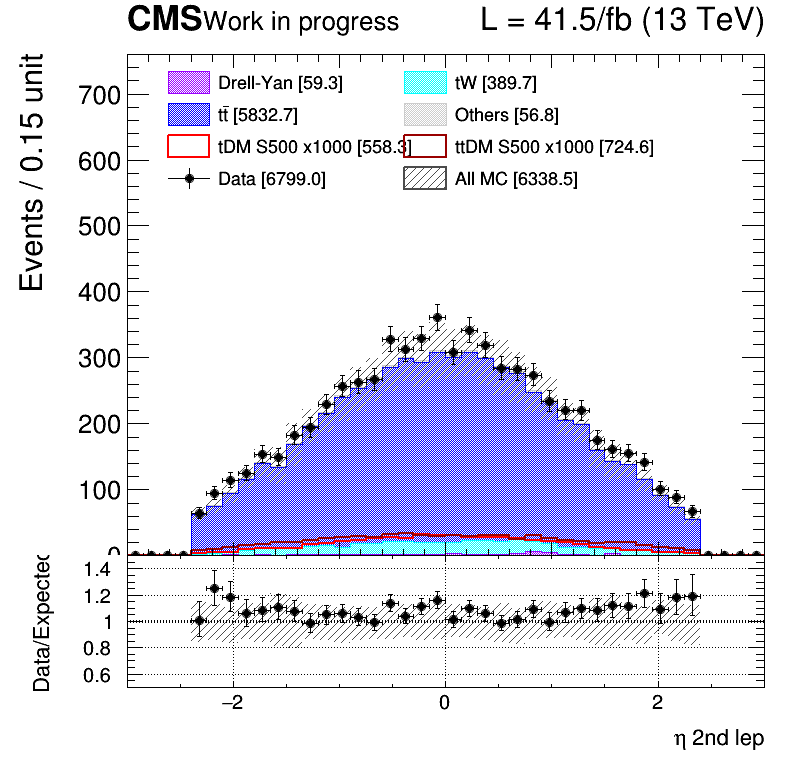 CMS Work in progress L = 41.5/fb (13 TeV)
Events / 0.15 unit
700
600
500
400
300
200
100
0
Drell-Yan [59.3] tW [389.7]
tt̄ [5832.7] Others [56.8]
tDM S500 x1000 [558.3] ttDM S500 x1000 [724.6]
Data [6799.0] All MC [6338.5]
Data/Expected
1.4
1.2
1
0.8
0.6
−2 0 2
η 2nd lep